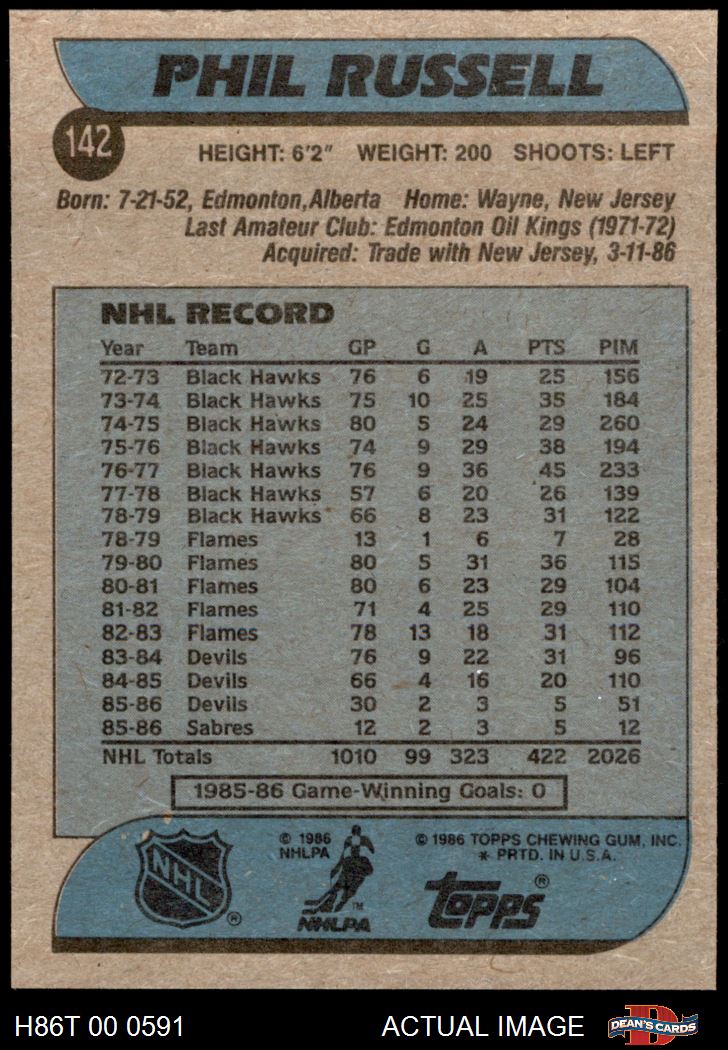 PHIL RUSSELL
142
HEIGHT: 6'2" WEIGHT: 200 SHOOTS: LEFT
Born: 7-21-52, Edmonton, Alberta Home: Wayne, New Jersey
Last Amateur Club: Edmonton Oil Kings (1971-72)
Acquired: Trade with New Jersey, 3-11-86
NHL RECORD
Year Team GP G A PTS PIM
72-73 Black Hawks 76 6 19 25 156
73-74 Black Hawks 75 10 25 35 184
74-75 Black Hawks 80 5 24 29 260
75-76 Black Hawks 74 9 29 38 194
76-77 Black Hawks 76 9 36 45 233
77-78 Black Hawks 57 6 20 26 139
78-79 Black Hawks 66 8 23 31 122
78-79 Flames 13 1 6 7 28
79-80 Flames 80 5 31 36 115
80-81 Flames 80 6 23 29 104
81-82 Flames 71 4 25 29 110
82-83 Flames 78 13 18 31 112
83-84 Devils 76 9 22 31 96
84-85 Devils 66 4 16 20 110
85-86 Devils 30 2 3 5 51
85-86 Sabres 12 2 3 5 12
NHL Totals 1010 99 323 422 2026
1985-86 Game-Winning Goals: 0
NHL ®
© 1986
NHLPA
TM
NHLPA
© 1986 TOPPS CHEWING GUM, INC.
* PRTD. IN U.S.A.
TOPPS ®
H86T 00 0591 ACTUAL IMAGE
D
DEAN'S CARDS